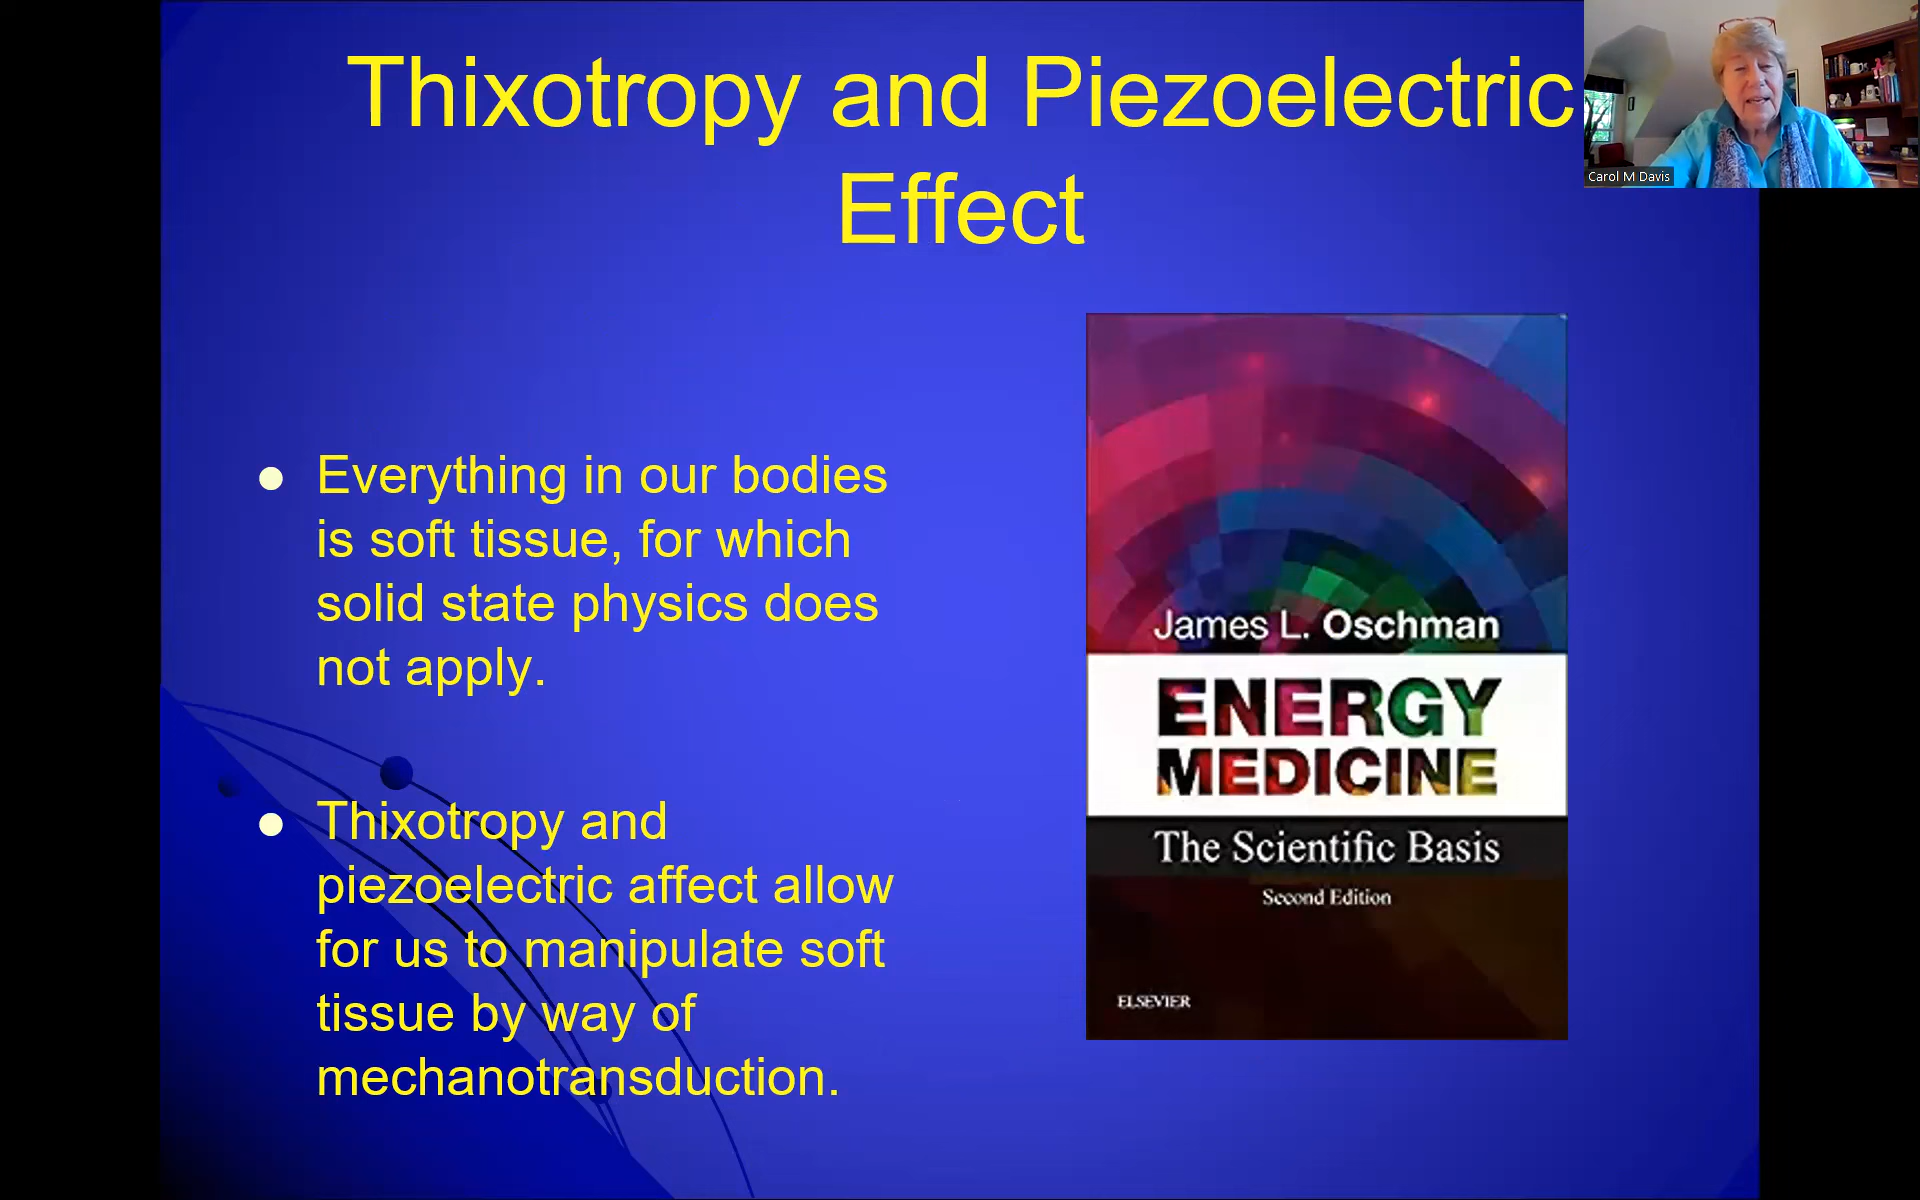 Thixotropy and Piezoelectric
Effect
Carol M Davis
Everything in our bodies
is soft tissue, for which
solid state physics does
not apply.
Thixotropy and
piezoelectric affect allow
for us to manipulate soft
tissue by way of
mechanotransduction.
James L. Oschman
ENERGY
MEDICINE
The Scientific Basis
Second Edition
ELSEVIER